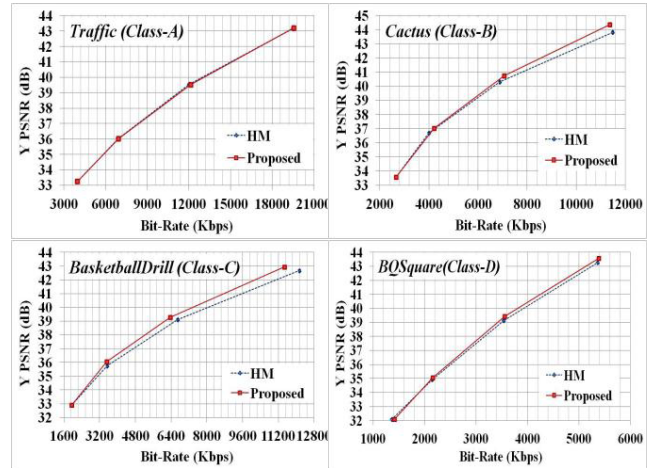 Traffic (Class-A)
Y PSNR (dB)
44
43
42
41
40
39
38
37
36
35
34
33
HM
Proposed
3000 6000 9000 12000 15000 18000 21000
Bit-Rate (Kbps)
Cactus (Class-B)
Y PSNR (dB)
45
44
43
42
41
40
39
38
37
36
35
34
33
HM
Proposed
2000 4000 6000 8000 10000 12000
Bit-Rate (Kbps)
BasketballDrill (Class-C)
Y PSNR (dB)
44
43
42
41
40
39
38
37
36
35
34
33
32
HM
Proposed
1600 3200 4800 6400 8000 9600 11200 12800
Bit-Rate (Kbps)
BQSquare(Class-D)
Y PSNR (dB)
44
43
42
41
40
39
38
37
36
35
34
33
32
HM
Proposed
1000 2000 3000 4000 5000 6000
Bit-Rate (Kbps)